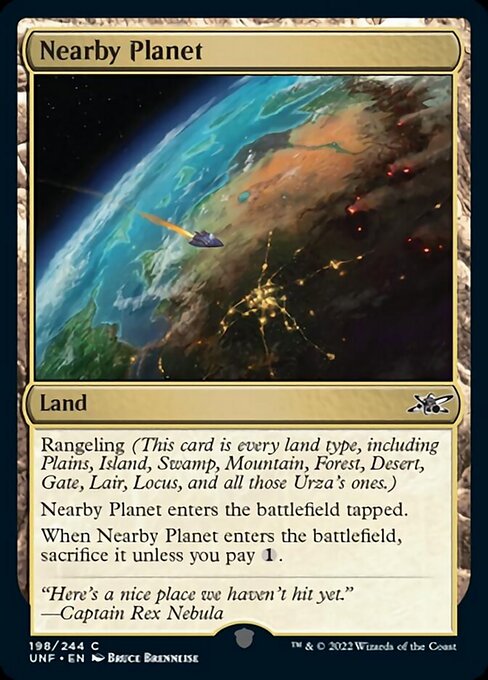 Nearby Planet
Land
Rangeling (This card is every land type, including
Plains, Island, Swamp, Mountain, Forest, Desert,
Gate, Lair, Locus, and all those Urza's ones.)
Nearby Planet enters the battlefield tapped.
When Nearby Planet enters the battlefield,
sacrifice it unless you pay 1.
"Here's a nice place we haven't hit yet."
—Captain Rex Nebula
198/244 C
UNF • EN Bruce Brenneise
™ & © 2022 Wizards of the Coast